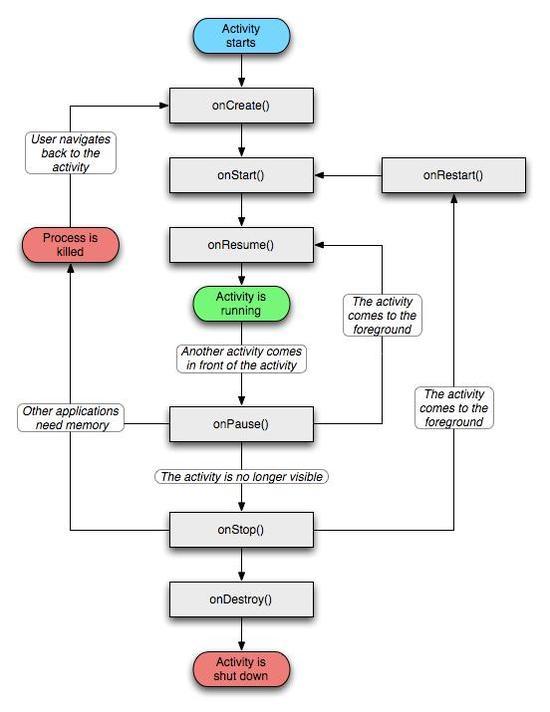 Activity
starts
onCreate()
User navigates
back to the
activity
onStart()
onRestart()
Process is
killed
onResume()
Activity is
running
The activity
comes to the
foreground
Another activity comes
in front of the activity
The activity
comes to the
foreground
Other applications
need memory
onPause()
The activity is no longer visible
onStop()
onDestroy()
Activity is
shut down